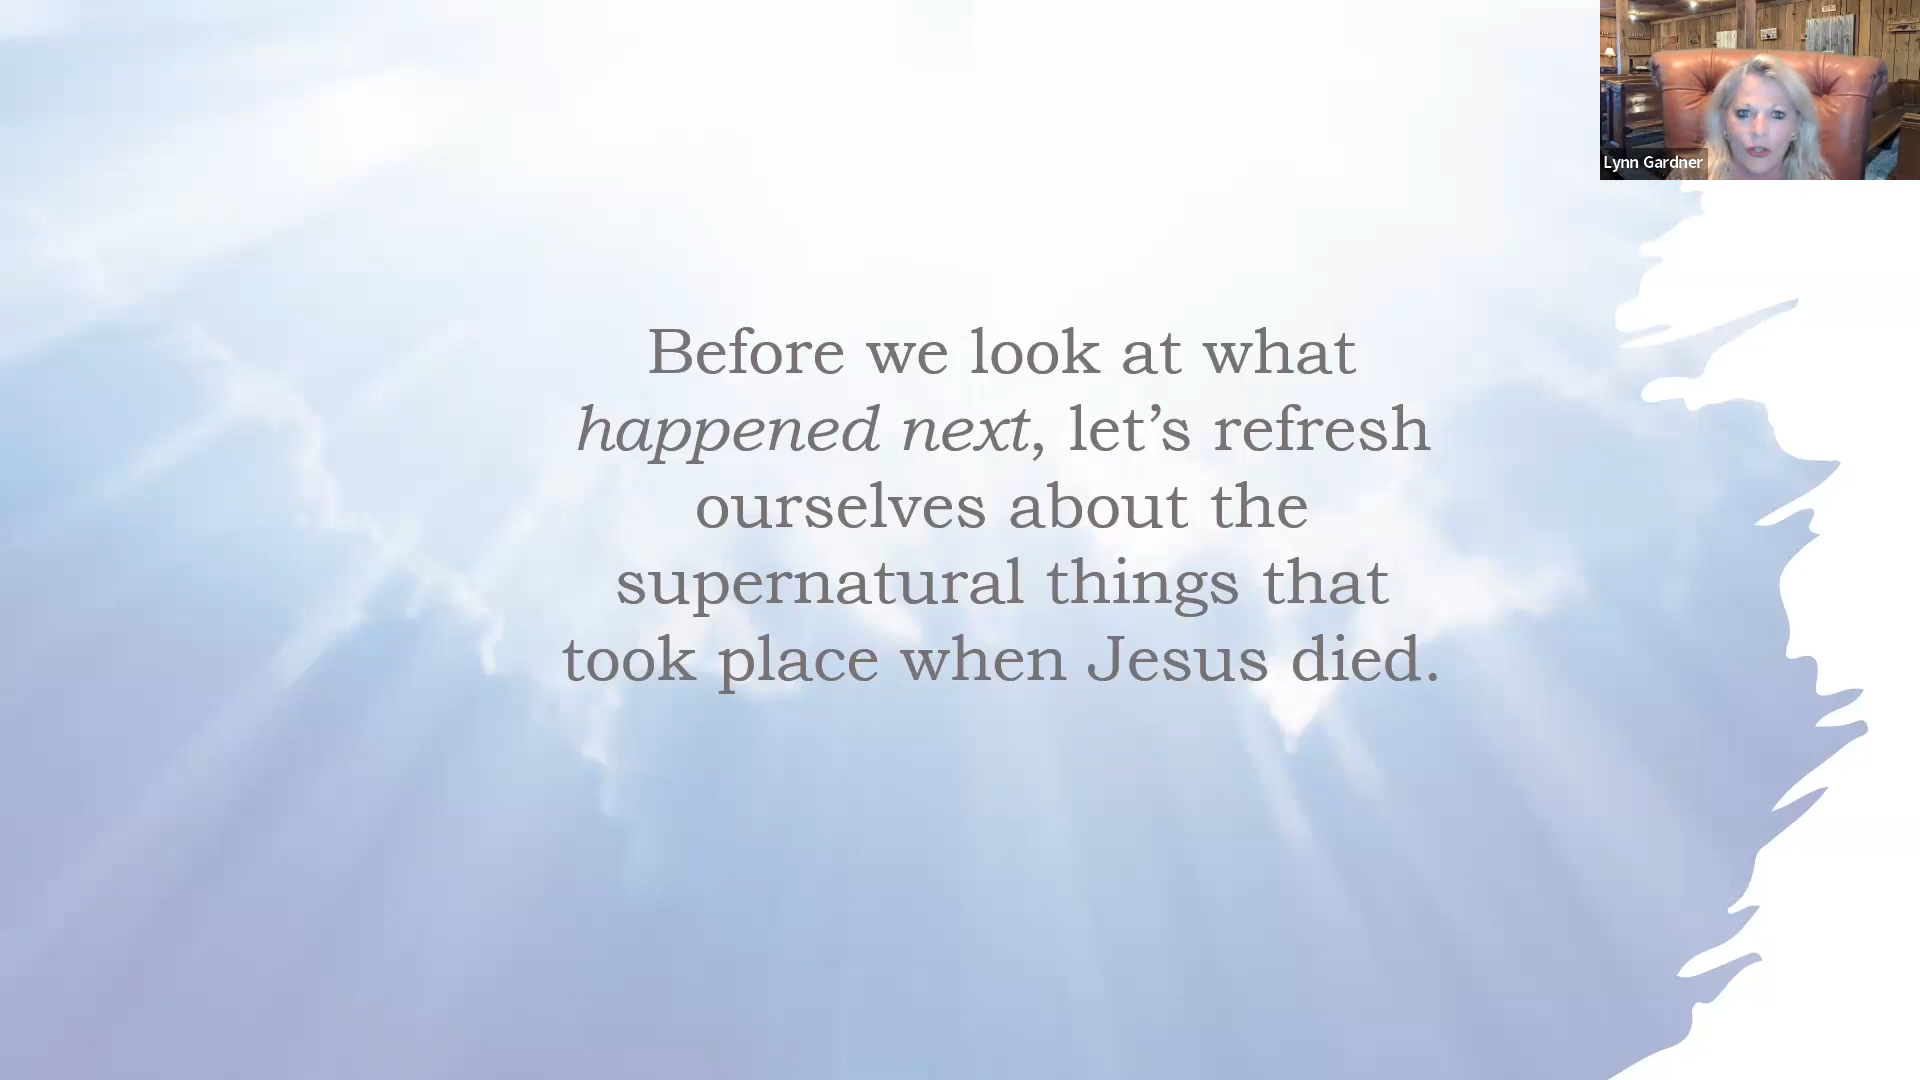 Lynn Gardner
Before we look at what
happened next, let’s refresh
ourselves about the
supernatural things that
took place when Jesus died.